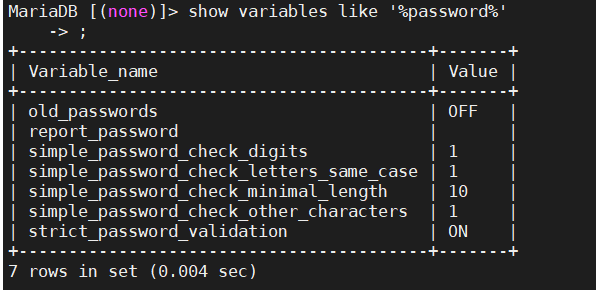 MariaDB [(none)]> show variables like '%password%'
    -> ;
+---------------------------------------+-------+
| Variable_name                         | Value |
+---------------------------------------+-------+
| old_passwords                         | OFF   |
| report_password                       |       |
| simple_password_check_digits          | 1     |
| simple_password_check_letters_same_case | 1     |
| simple_password_check_minimal_length  | 10    |
| simple_password_check_other_characters | 1     |
| strict_password_validation            | ON    |
+---------------------------------------+-------+
7 rows in set (0.004 sec)